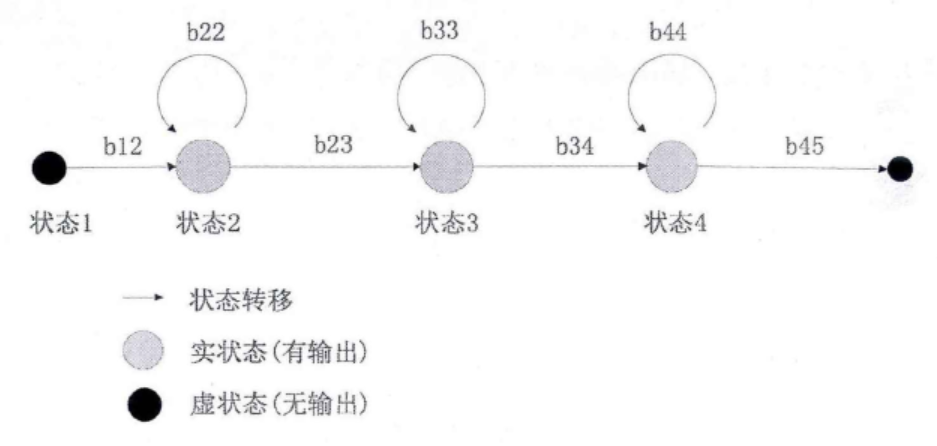 b22 b33 b44
b12 b23 b34 b45
状态1 状态2 状态3 状态4
状态转移
实状态(有输出)
虚状态(无输出)